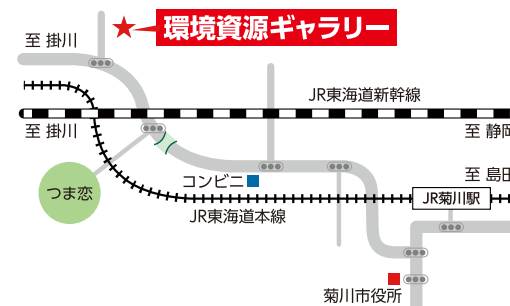 環境資源ギャラリー
至 掛川
JR東海道新幹線
至 掛川
至 静岡
至 島田
つま恋
コンビニ
JR菊川駅
JR東海道本線
菊川市役所